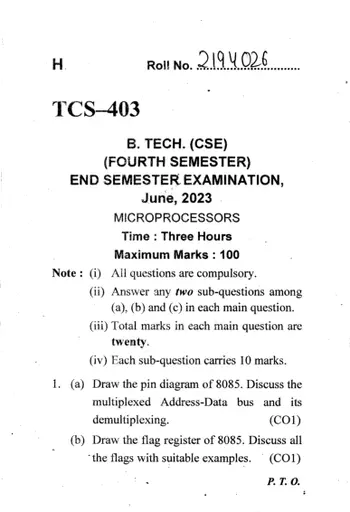 H
Roll No. 2194026
TCS–403
B. TECH. (CSE)
(FOURTH SEMESTER)
END SEMESTER EXAMINATION,
June, 2023
MICROPROCESSORS
Time : Three Hours
Maximum Marks : 100
Note : (i) All questions are compulsory.
(ii) Answer any two sub-questions among
(a), (b) and (c) in each main question.
(iii) Total marks in each main question are
twenty.
(iv) Each sub-question carries 10 marks.
1. (a) Draw the pin diagram of 8085. Discuss the
multiplexed Address-Data bus and its
demultiplexing. (CO1)
(b) Draw the flag register of 8085. Discuss all
the flags with suitable examples. (CO1)
P. T. O.